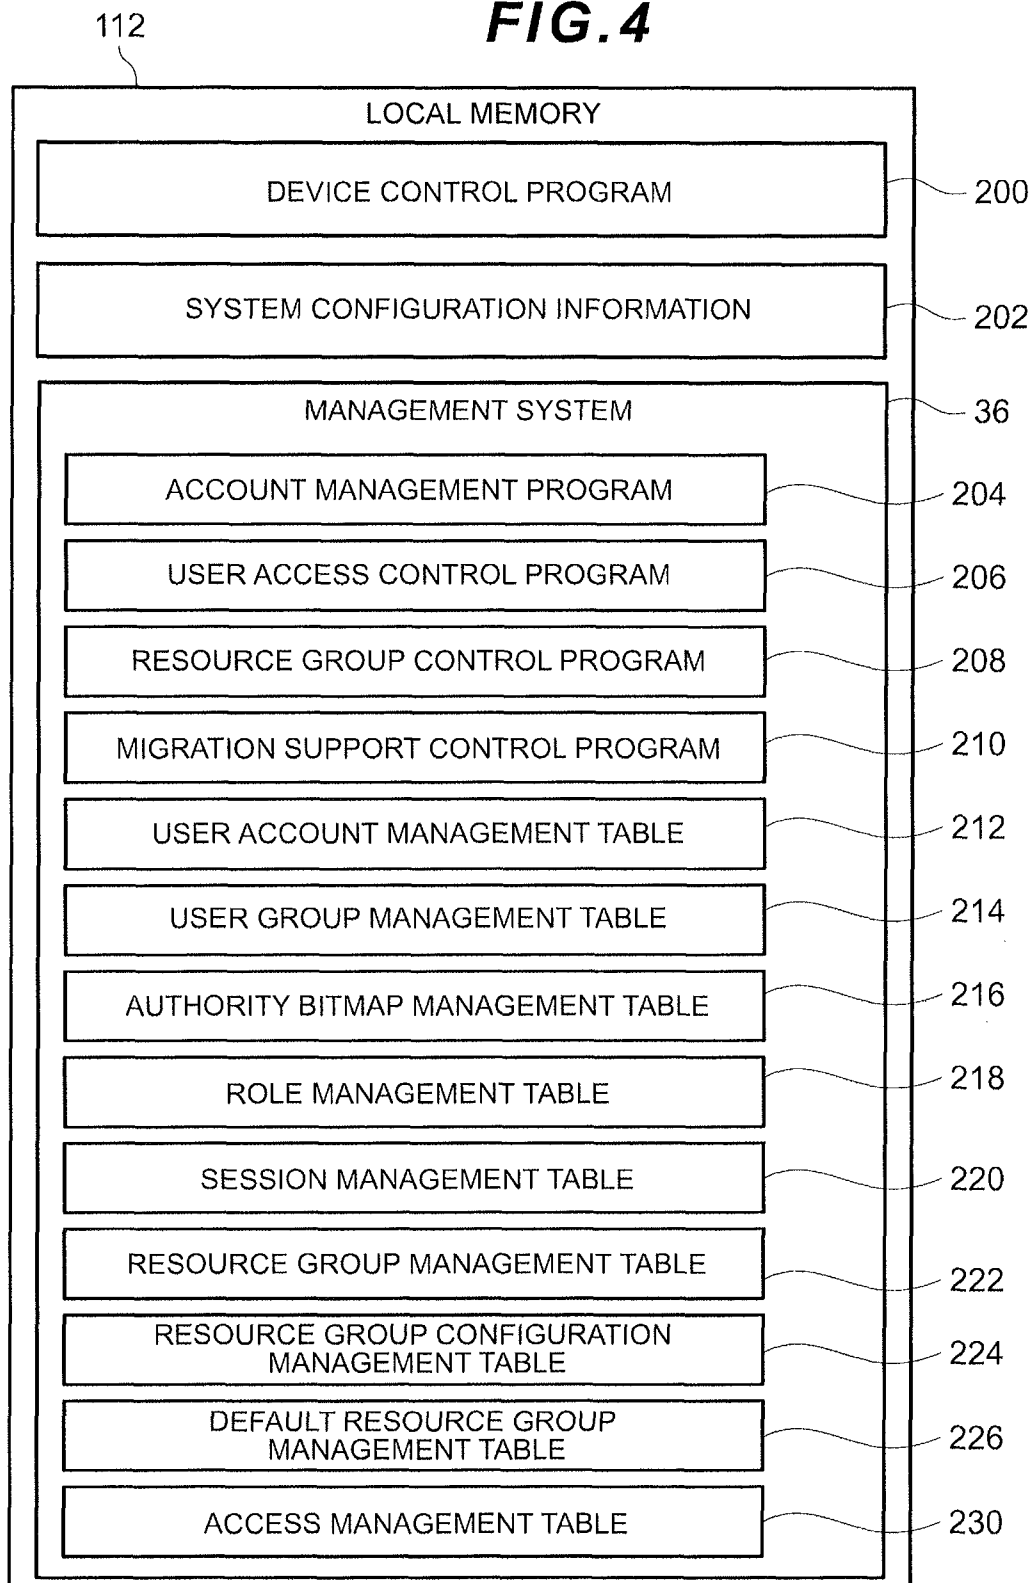 FIG.4
112
LOCAL MEMORY
DEVICE CONTROL PROGRAM
200
SYSTEM CONFIGURATION INFORMATION
202
MANAGEMENT SYSTEM
36
ACCOUNT MANAGEMENT PROGRAM
204
USER ACCESS CONTROL PROGRAM
206
RESOURCE GROUP CONTROL PROGRAM
208
MIGRATION SUPPORT CONTROL PROGRAM
210
USER ACCOUNT MANAGEMENT TABLE
212
USER GROUP MANAGEMENT TABLE
214
AUTHORITY BITMAP MANAGEMENT TABLE
216
ROLE MANAGEMENT TABLE
218
SESSION MANAGEMENT TABLE
220
RESOURCE GROUP MANAGEMENT TABLE
222
RESOURCE GROUP CONFIGURATION
MANAGEMENT TABLE
224
DEFAULT RESOURCE GROUP
MANAGEMENT TABLE
226
ACCESS MANAGEMENT TABLE
230